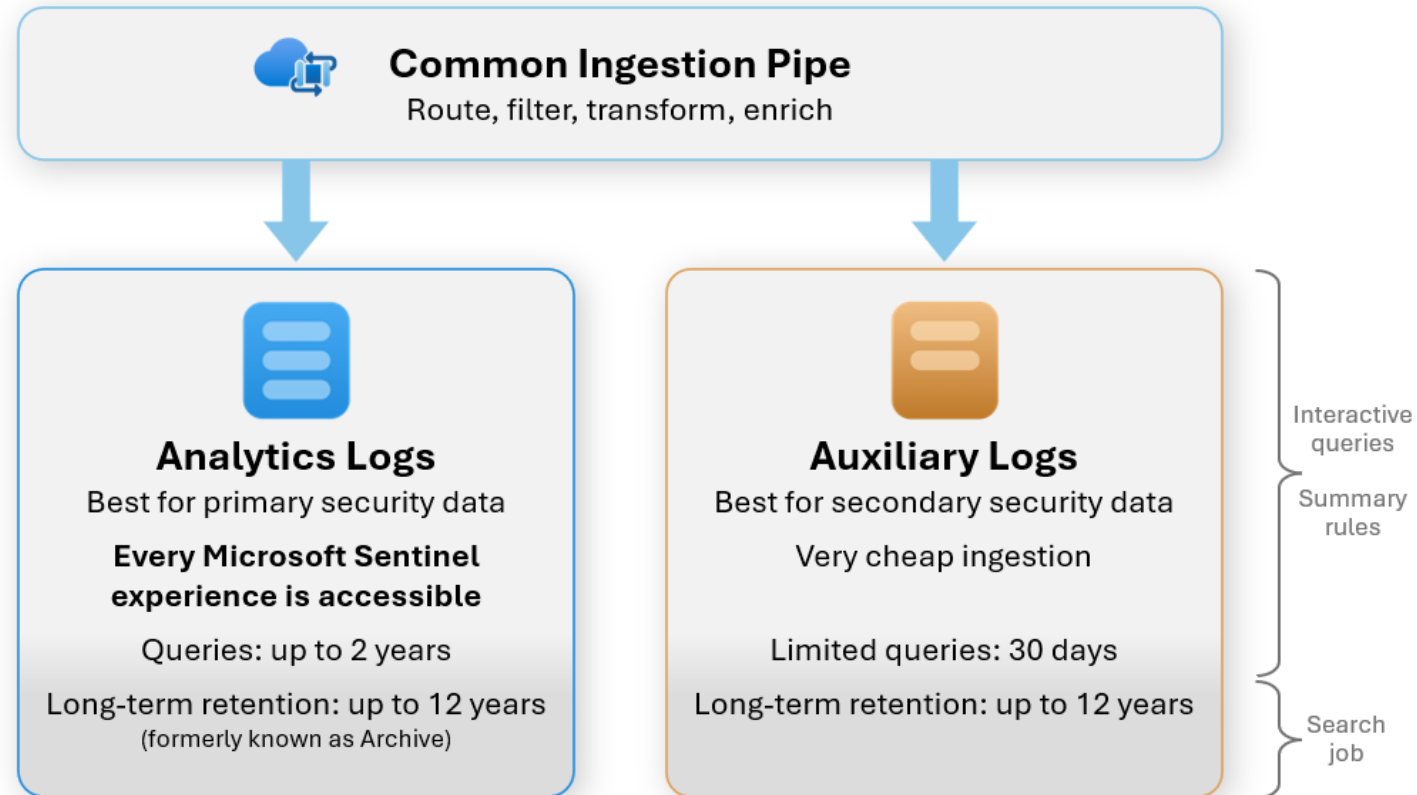 Common Ingestion Pipe
Route, filter, transform, enrich
Analytics Logs
Best for primary security data
Every Microsoft Sentinel
experience is accessible
Queries: up to 2 years
Long-term retention: up to 12 years
(formerly known as Archive)
Auxiliary Logs
Best for secondary security data
Very cheap ingestion
Limited queries: 30 days
Long-term retention: up to 12 years
Interactive
queries
Summary
rules
Search
job